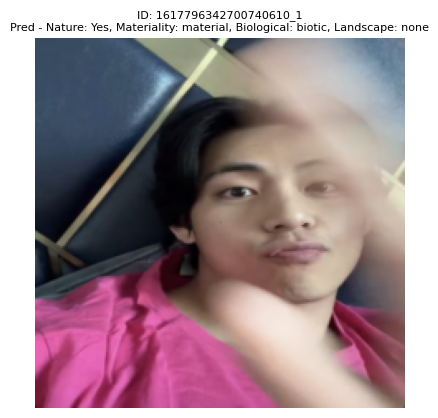 ID: 1617796342700740610_1
Pred - Nature: Yes, Materiality: material, Biological: biotic, Landscape: none